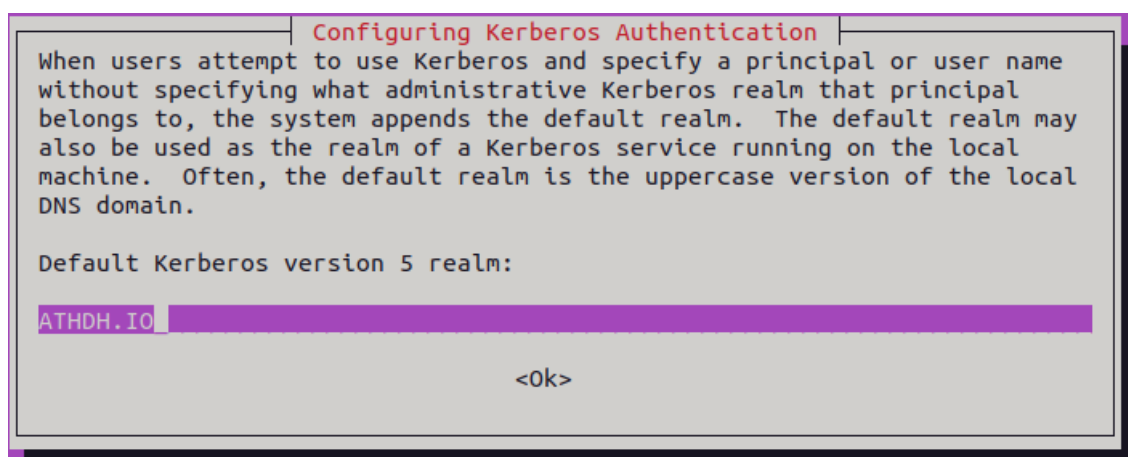 Configuring Kerberos Authentication
When users attempt to use Kerberos and specify a principal or user name
without specifying what administrative Kerberos realm that principal
belongs to, the system appends the default realm.  The default realm may
also be used as the realm of a Kerberos service running on the local
machine.  Often, the default realm is the uppercase version of the local
DNS domain.
Default Kerberos version 5 realm:
ATHDH.IO
<Ok>